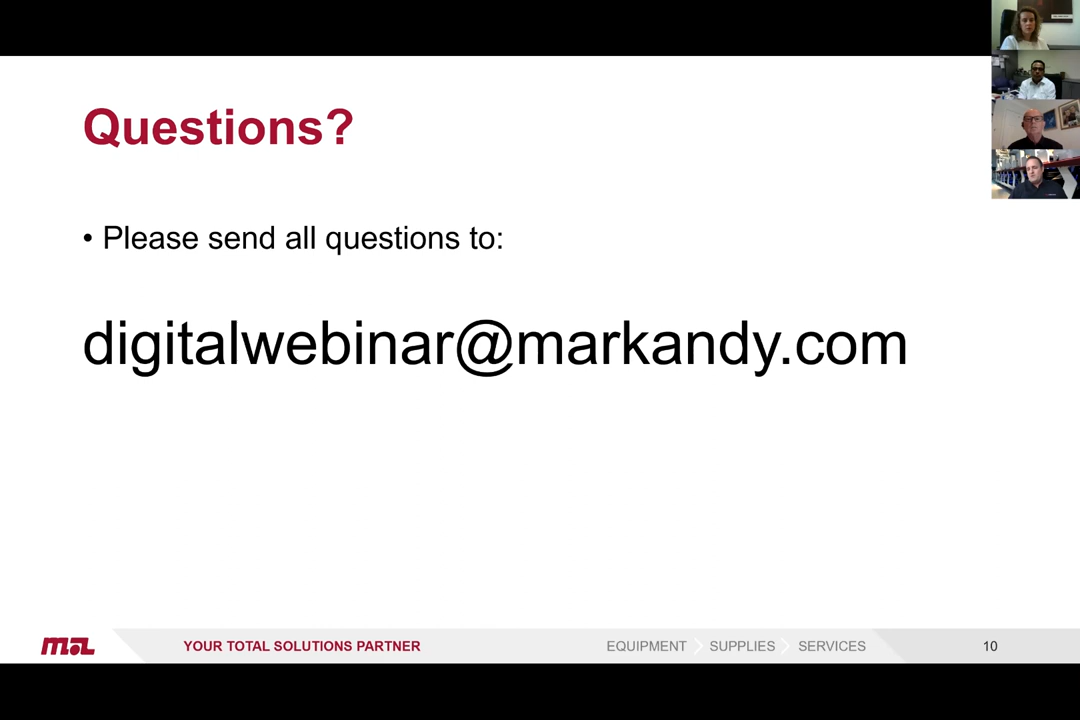 Questions?
• Please send all questions to:
digitalwebinar@markandy.com
YOUR TOTAL SOLUTIONS PARTNER
EQUIPMENT SUPPLIES SERVICES
10